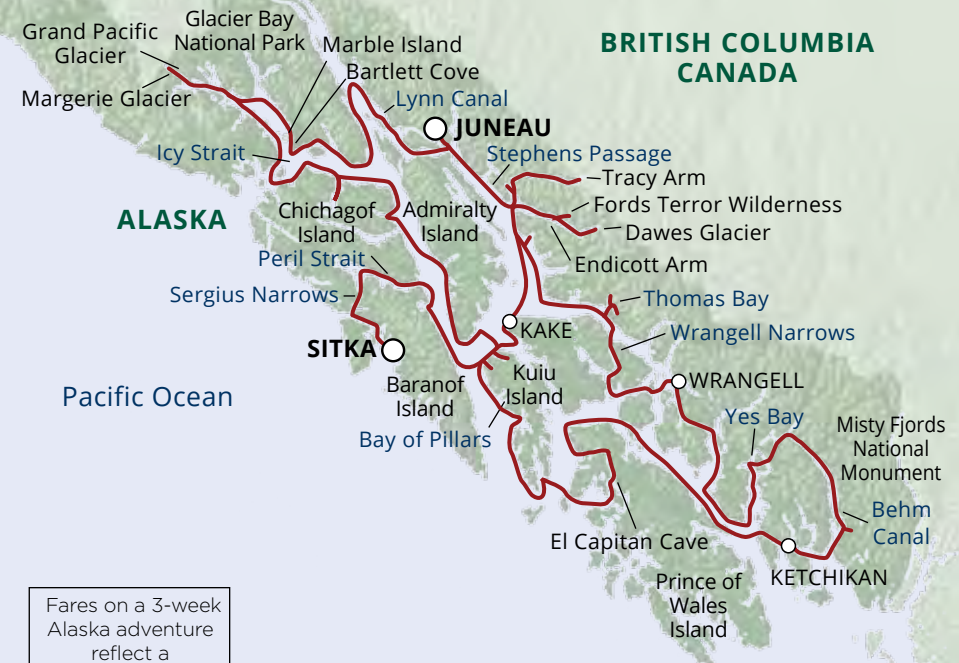 Grand Pacific
Glacier
Glacier Bay
National Park
Marble Island
Bartlett Cove
BRITISH COLUMBIA
CANADA
Margerie Glacier
Lynn Canal
JUNEAU
Icy Strait
Stephens Passage
Tracy Arm
Fords Terror Wilderness
Dawes Glacier
Endicott Arm
ALASKA
Chichagof
Island
Admiralty
Island
Peril Strait
Sergius Narrows
Thomas Bay
KAKE
Wrangell Narrows
SITKA
Pacific Ocean
Baranof
Island
Kuiu
Island
WRANGELL
Bay of Pillars
Yes Bay
Misty Fjords
National
Monument
Behm
Canal
El Capitan Cave
KETCHIKAN
Prince of
Wales
Island
Fares on a 3-week
Alaska adventure
reflect a